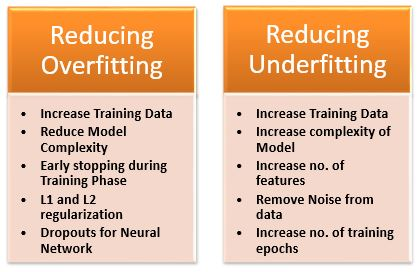 Reducing
Overfitting
• Increase Training Data
• Reduce Model
Complexity
• Early stopping during
Training Phase
• L1 and L2
regularization
• Dropouts for Neural
Network
Reducing
Underfitting
• Increase Training Data
• Increase complexity of
Model
• Increase no. of
features
• Remove Noise from
data
• Increase no. of training
epochs